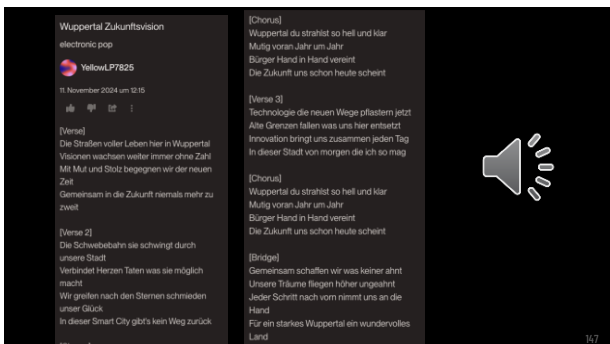 Wuppertal Zukunftsvision
electronic pop
YellowLP7825
11. November 2024 um 12:15
[Verse]
Die Straßen voller Leben hier in Wuppertal
Visionen wachsen weiter immer ohne Zahl
Mit Mut und Stolz begegnen wir der neuen
Zeit
Gemeinsam in die Zukunft niemals mehr zu
zweit
[Verse 2]
Die Schwebebahn sie schwingt durch
unsere Stadt
Verbindet Herzen Taten was sie möglich
macht
Wir greifen nach den Sternen schmieden
unser Glück
In dieser Smart City gibt's kein Weg zurück
[Chorus]
Wuppertal du strahlst so hell und klar
Mutig voran Jahr um Jahr
Bürger Hand in Hand vereint
Die Zukunft uns schon heute scheint
[Verse 3]
Technologie die neuen Wege pflastern jetzt
Alte Grenzen fallen was uns hier entsetzt
Innovation bringt uns zusammen jeden Tag
In dieser Stadt von morgen die ich so mag
[Chorus]
Wuppertal du strahlst so hell und klar
Mutig voran Jahr um Jahr
Bürger Hand in Hand vereint
Die Zukunft uns schon heute scheint
[Bridge]
Gemeinsam schaffen wir was keiner ahnt
Unsere Träume fliegen höher ungeahnt
Jeder Schritt nach vorn nimmt uns an die
Hand
Für ein starkes Wuppertal ein wundervolles
Land
147